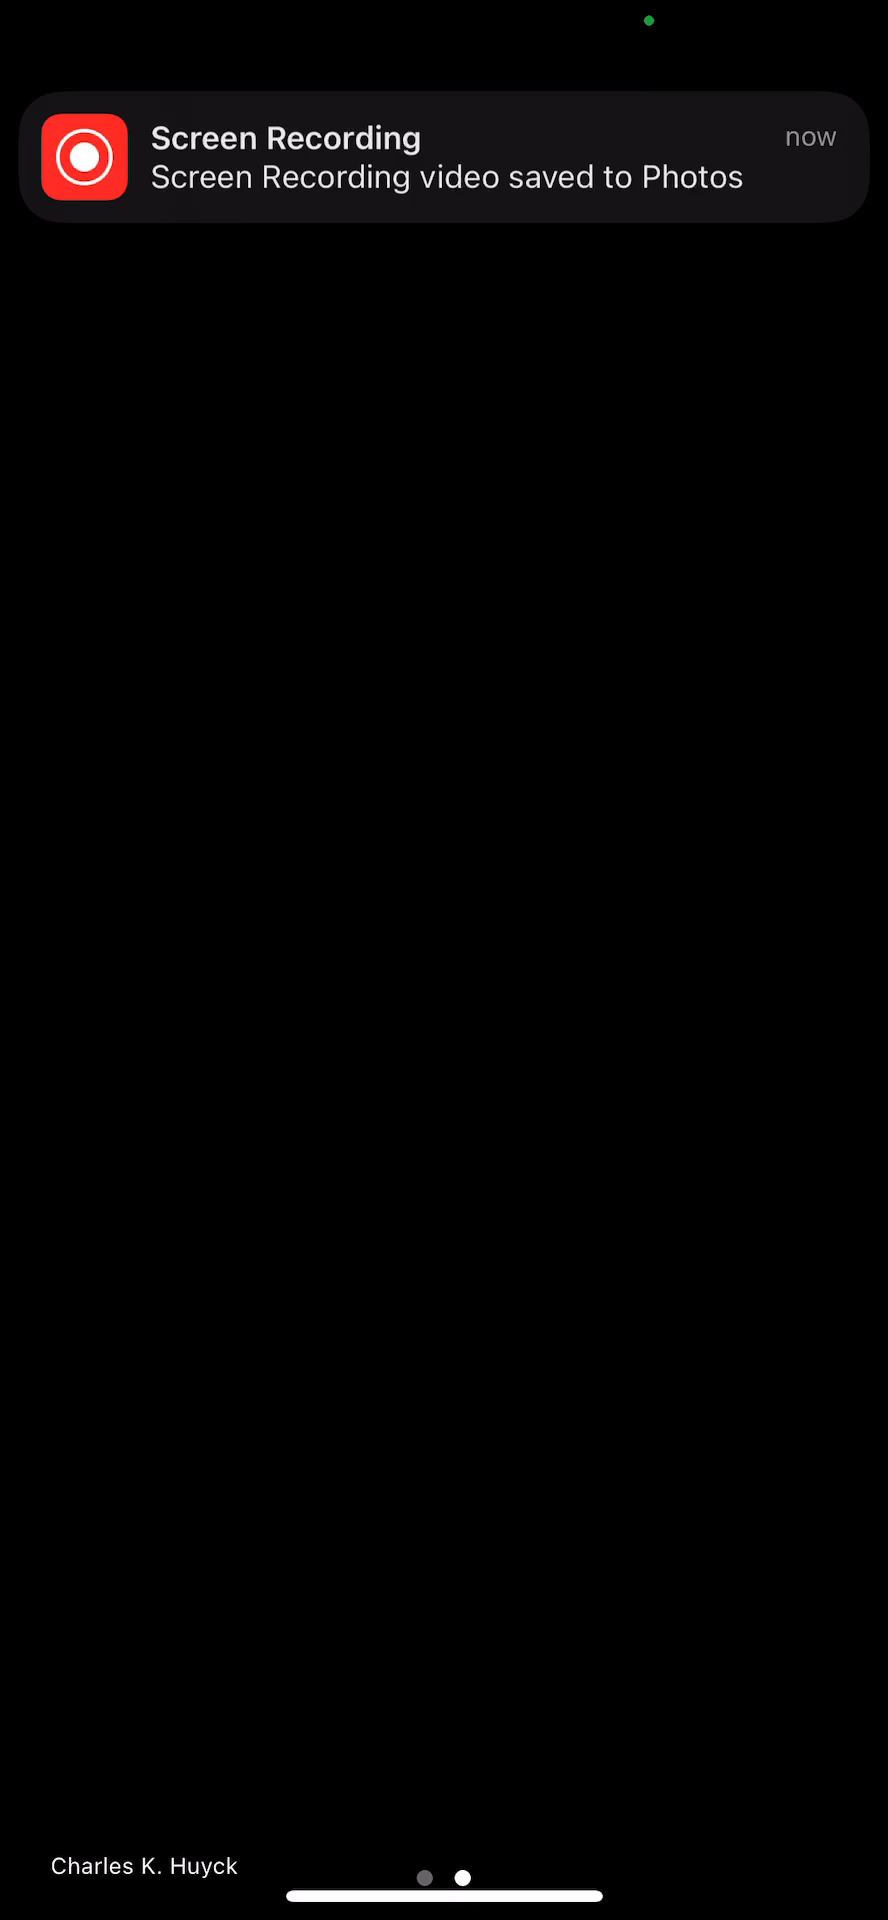 Screen Recording
now
Screen Recording video saved to Photos
Charles K. Huyck